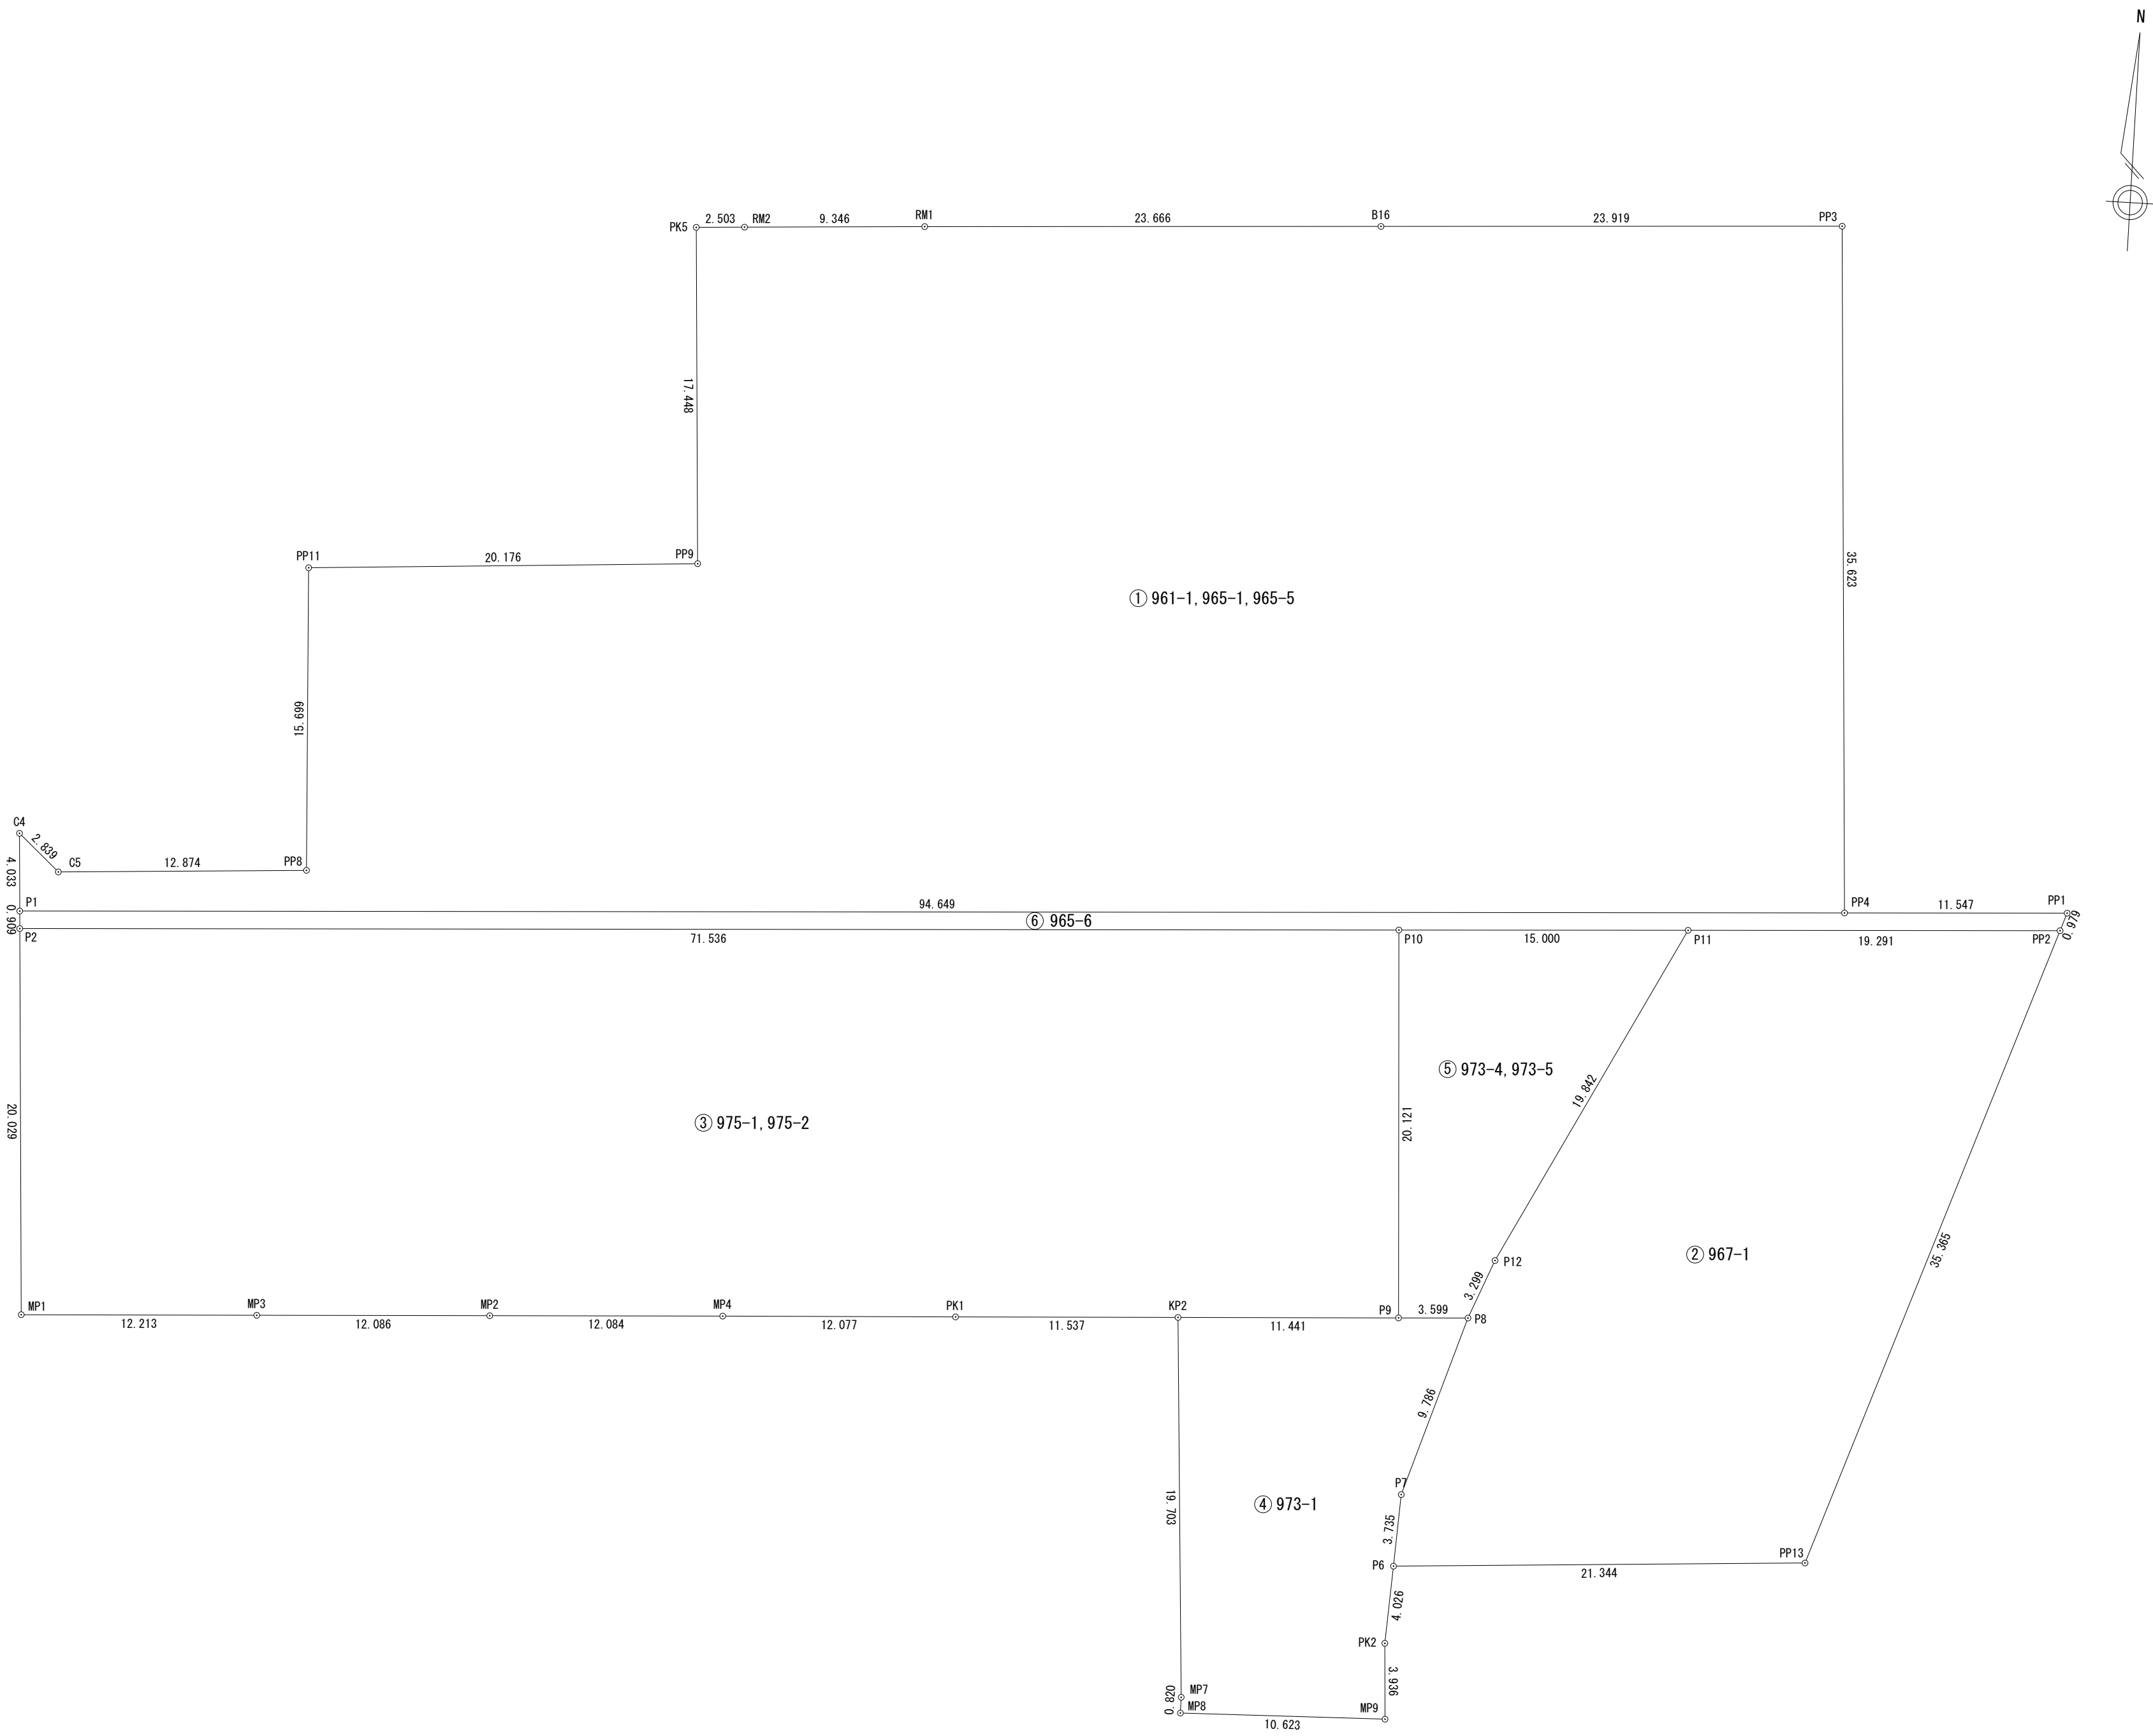 N
PK5 2.503 RM2 9.346 RM1 23.666 B16 23.919 PP3
17.448
35.623
PP11 20.176 PP9
① 961-1,965-1,965-5
15.699
C4
2.839
4.033
C5 12.874 PP8
P1 94.649 PP4 11.547 PP1
0.909
⑥ 965-6
0.979
P2 71.536 P10 15.000 P11 19.291 PP2
⑤ 973-4,973-5
19.842
20.029
③ 975-1,975-2
20.121
② 967-1
35.365
P12
3.299
MP1 12.213 MP3 12.086 MP2 12.084 MP4 12.077 PK1 11.537 KP2 11.441 P9 3.599 P8
9.786
P7
19.703
④ 973-1
3.735
P6 21.344 PP13
4.026
PK2
3.936
MP7
0.820
MP8 10.623 MP9